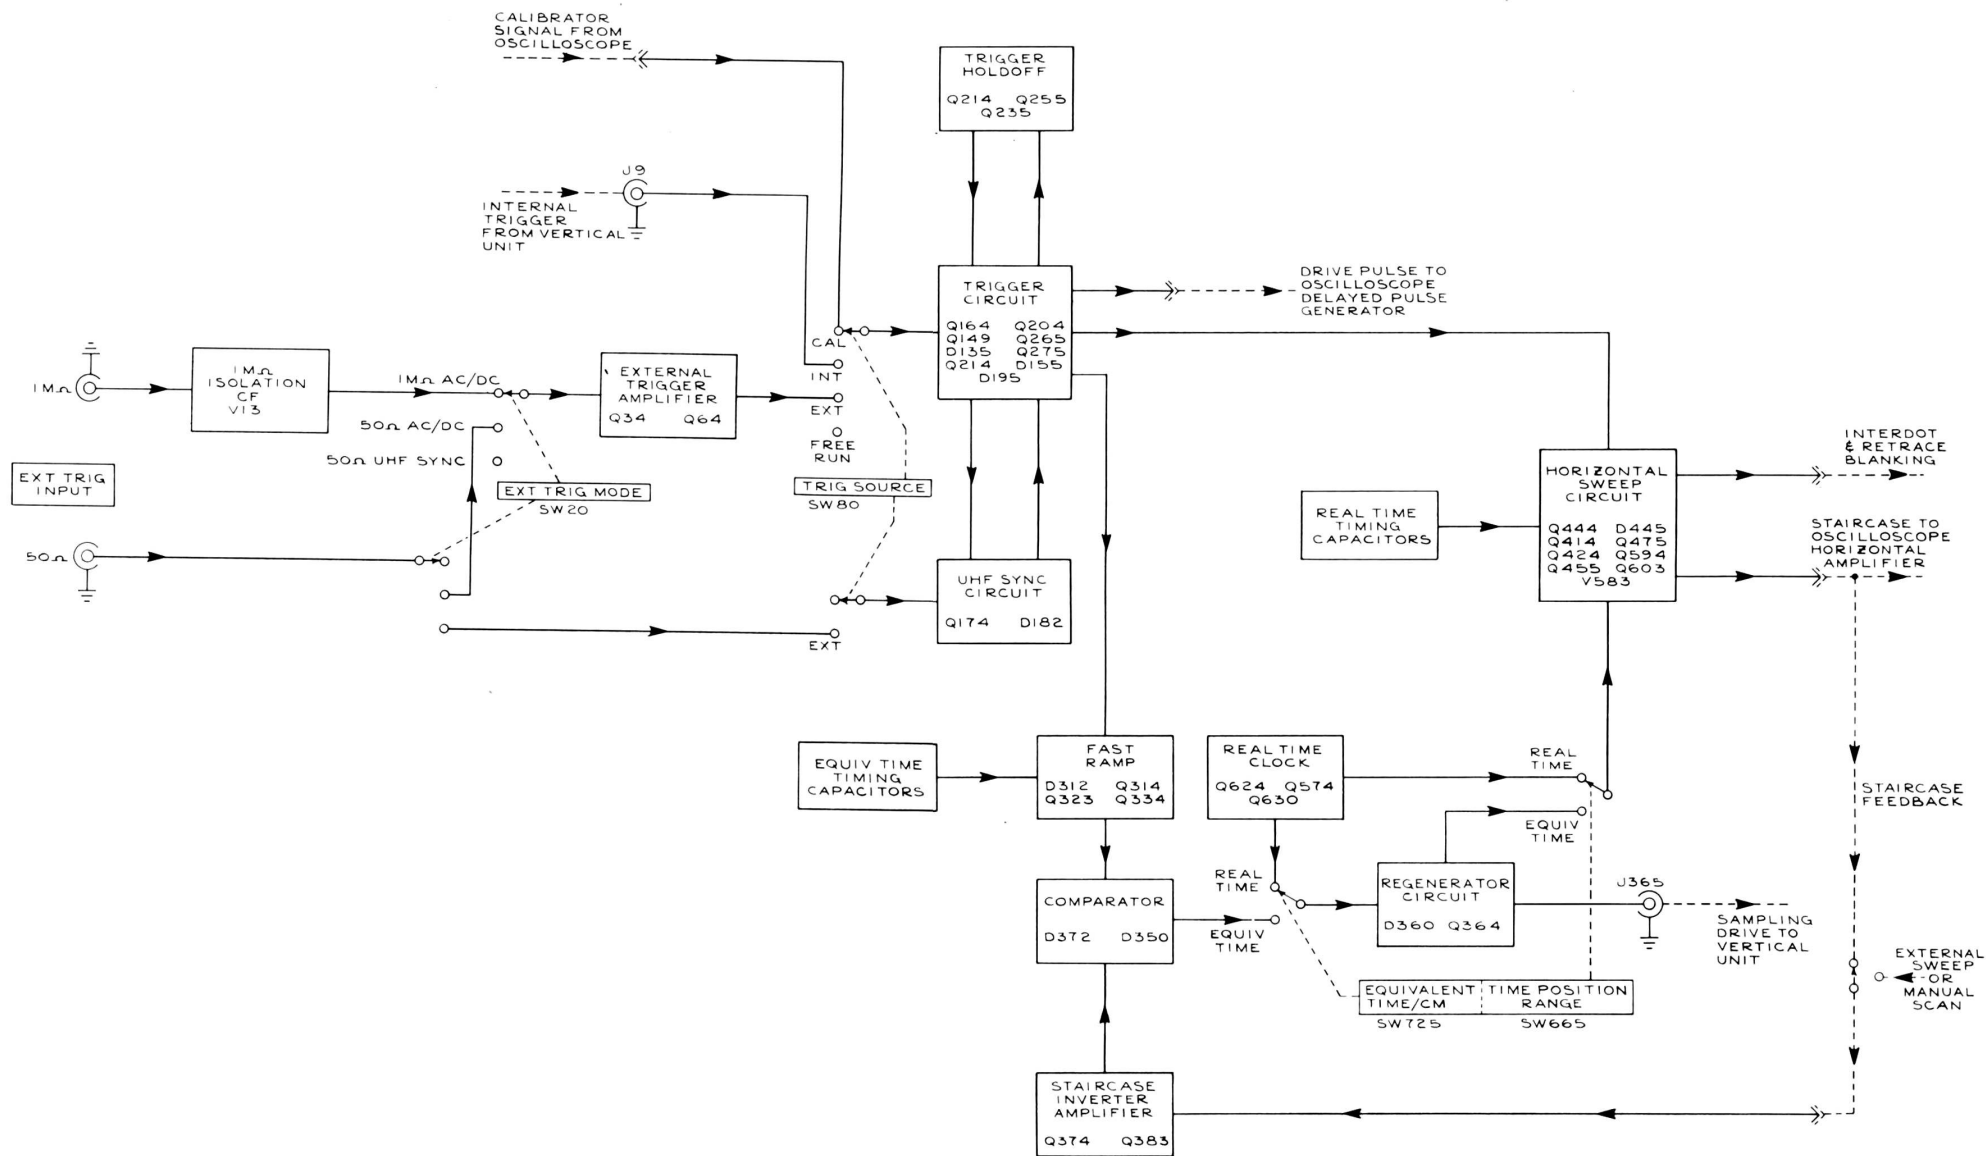 CALIBRATOR
SIGNAL FROM
OSCILLOSCOPE
TRIGGER
HOLDOFF
Q214 Q255
Q235
J9
INTERNAL
TRIGGER
FROM VERTICAL
UNIT
TRIGGER
CIRCUIT
Q164 Q204
Q149 Q265
D135 Q275
Q214 D155
D195
DRIVE PULSE TO
OSCILLOSCOPE
DELAYED PULSE
GENERATOR
CAL
INT
EXT
FREE
RUN
1MΩ
1MΩ
ISOLATION
CF
V13
1MΩ AC/DC
50Ω AC/DC
50Ω UHF SYNC
EXTERNAL
TRIGGER
AMPLIFIER
Q34 Q64
EXT TRIG
INPUT
EXT TRIG MODE
SW20
TRIG SOURCE
SW80
50Ω
EXT
UHF SYNC
CIRCUIT
Q174 D182
REAL TIME
TIMING
CAPACITORS
HORIZONTAL
SWEEP
CIRCUIT
Q444 D445
Q414 Q475
Q424 Q594
Q455 Q603
V583
INTERDOT
& RETRACE
BLANKING
STAIRCASE TO
OSCILLOSCOPE
HORIZONTAL
AMPLIFIER
EQUIV TIME
TIMING
CAPACITORS
FAST
RAMP
D312 Q314
Q323 Q334
REAL TIME
CLOCK
Q624 Q574
Q630
REAL
TIME
EQUIV
TIME
STAIRCASE
FEEDBACK
COMPARATOR
D372 D350
REAL
TIME
EQUIV
TIME
REGENERATOR
CIRCUIT
D360 Q364
J365
SAMPLING
DRIVE TO
VERTICAL
UNIT
EXTERNAL
SWEEP
OR
MANUAL
SCAN
EQUIVALENT
TIME/CM
SW725
TIME POSITION
RANGE
SW665
STAIRCASE
INVERTER
AMPLIFIER
Q374 Q383